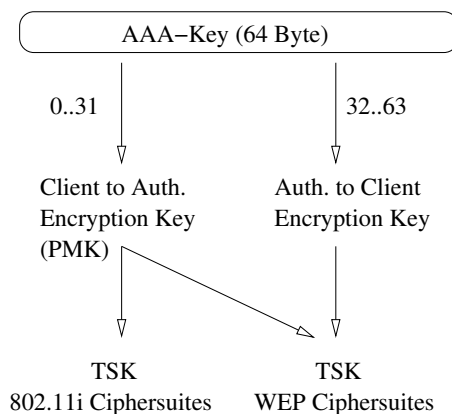 AAA−Key (64 Byte)
0..31
32..63
Client to Auth.
Encryption Key
(PMK)
Auth. to Client
Encryption Key
TSK
802.11i Ciphersuites
TSK
WEP Ciphersuites